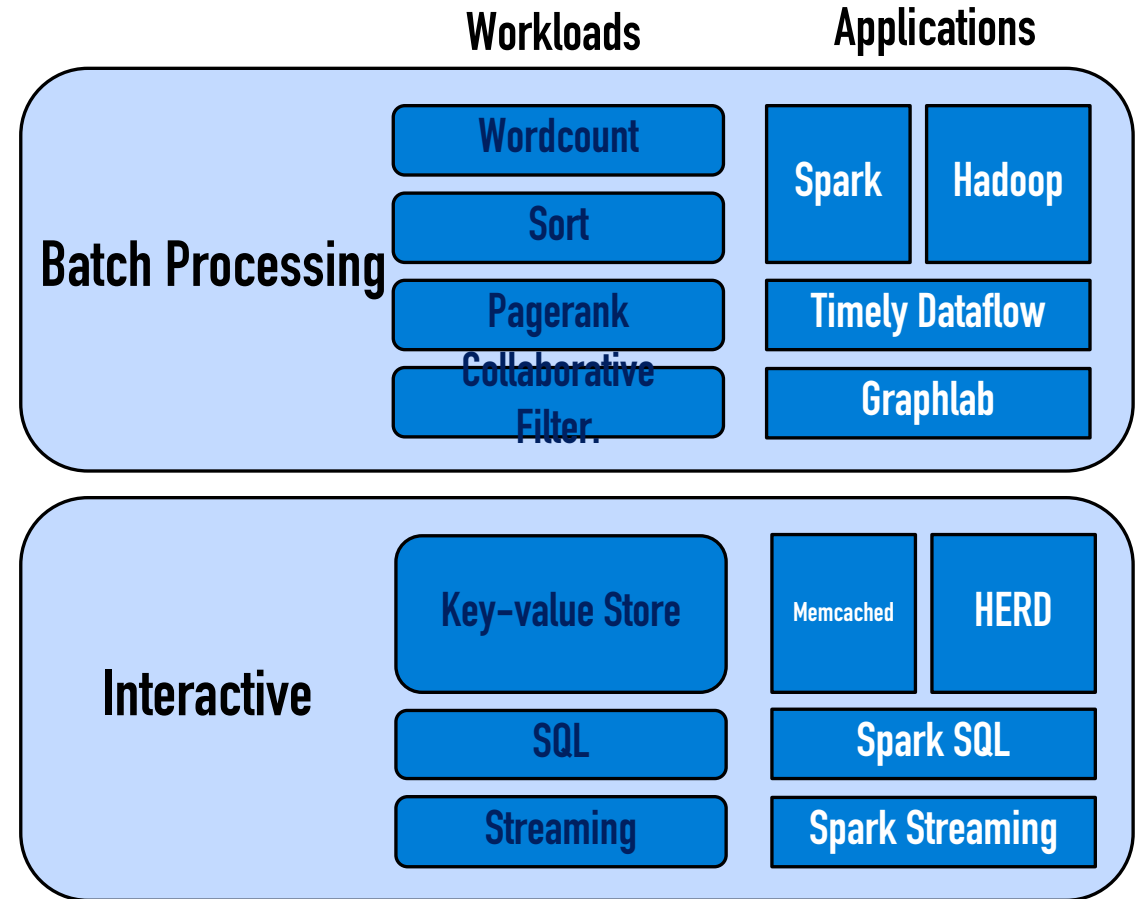 Workloads
Applications
Batch Processing
Wordcount
Sort
Pagerank
Collaborative
Filter.
Spark
Hadoop
Timely Dataflow
Graphlab
Interactive
Key-value Store
SQL
Streaming
Memcached
HERD
Spark SQL
Spark Streaming